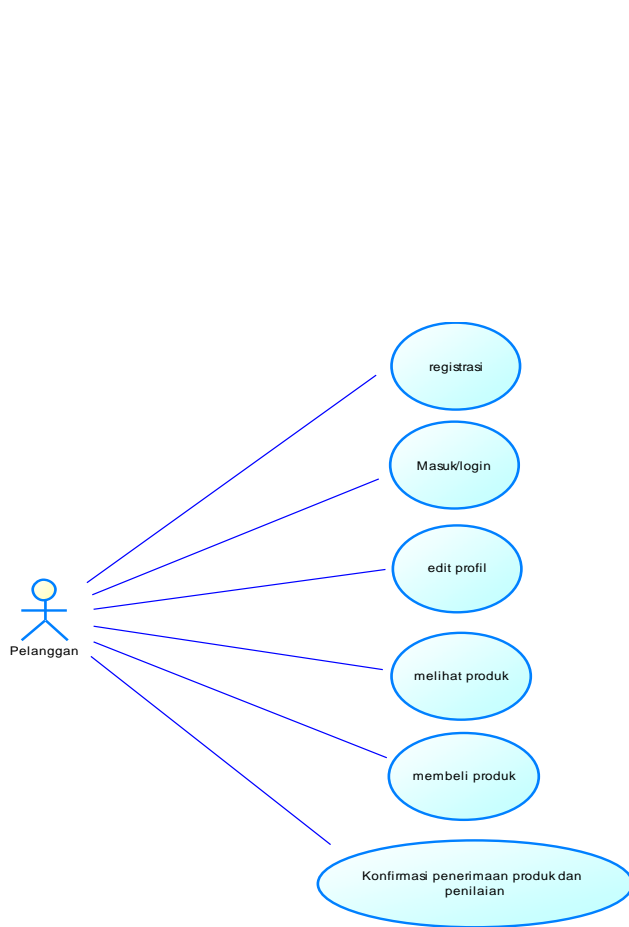 registrasi
Masuk/login
edit profil
Pelanggan
melihat produk
membeli produk
Konfirmasi penerimaan produk dan
penilaian